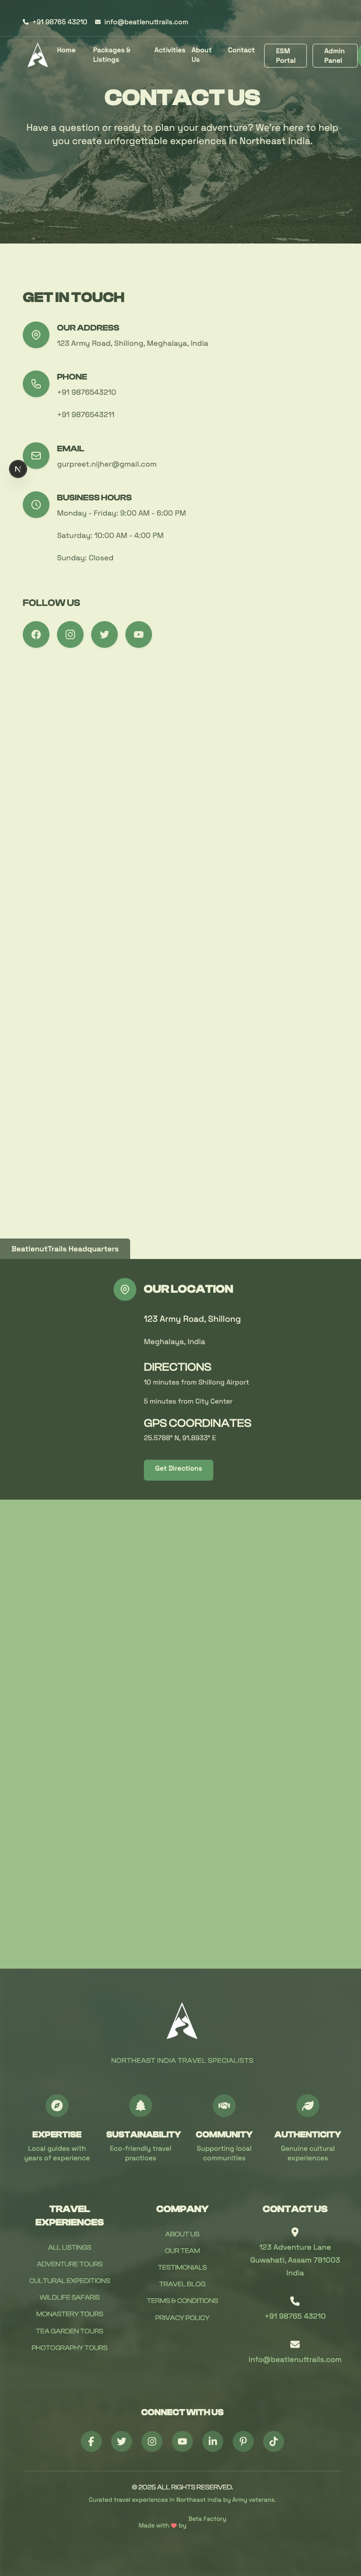 +91 98765 43210 info@beatlenuttrails.com
Home
Packages &
Listings
Activities
About
Us
Contact
ESM
Portal
Admin
Panel
CONTACT US
Have a question or ready to plan your adventure? We're here to help
you create unforgettable experiences in Northeast India.
GET IN TOUCH
OUR ADDRESS
123 Army Road, Shillong, Meghalaya, India
PHONE
+91 9876543210
+91 9876543211
EMAIL
gurpreet.nijher@gmail.com
N
BUSINESS HOURS
Monday - Friday: 9:00 AM - 6:00 PM
Saturday: 10:00 AM - 4:00 PM
Sunday: Closed
FOLLOW US
BeatlenutTrails Headquarters
OUR LOCATION
123 Army Road, Shillong
Meghalaya, India
DIRECTIONS
10 minutes from Shillong Airport
5 minutes from City Center
GPS COORDINATES
25.5788° N, 91.8933° E
Get Directions
NORTHEAST INDIA TRAVEL SPECIALISTS
EXPERTISE
Local guides with
years of experience
SUSTAINABILITY
Eco-friendly travel
practices
COMMUNITY
Supporting local
communities
AUTHENTICITY
Genuine cultural
experiences
TRAVEL
EXPERIENCES
ALL LISTINGS
ADVENTURE TOURS
CULTURAL EXPEDITIONS
WILDLIFE SAFARIS
MONASTERY TOURS
TEA GARDEN TOURS
PHOTOGRAPHY TOURS
COMPANY
ABOUT US
OUR TEAM
TESTIMONIALS
TRAVEL BLOG
TERMS & CONDITIONS
PRIVACY POLICY
CONTACT US
123 Adventure Lane
Guwahati, Assam 781003
India
+91 98765 43210
info@beatlenuttrails.com
CONNECT WITH US
© 2025 ALL RIGHTS RESERVED.
Curated travel experiences in Northeast India by Army veterans.
Made with by Beta Factory